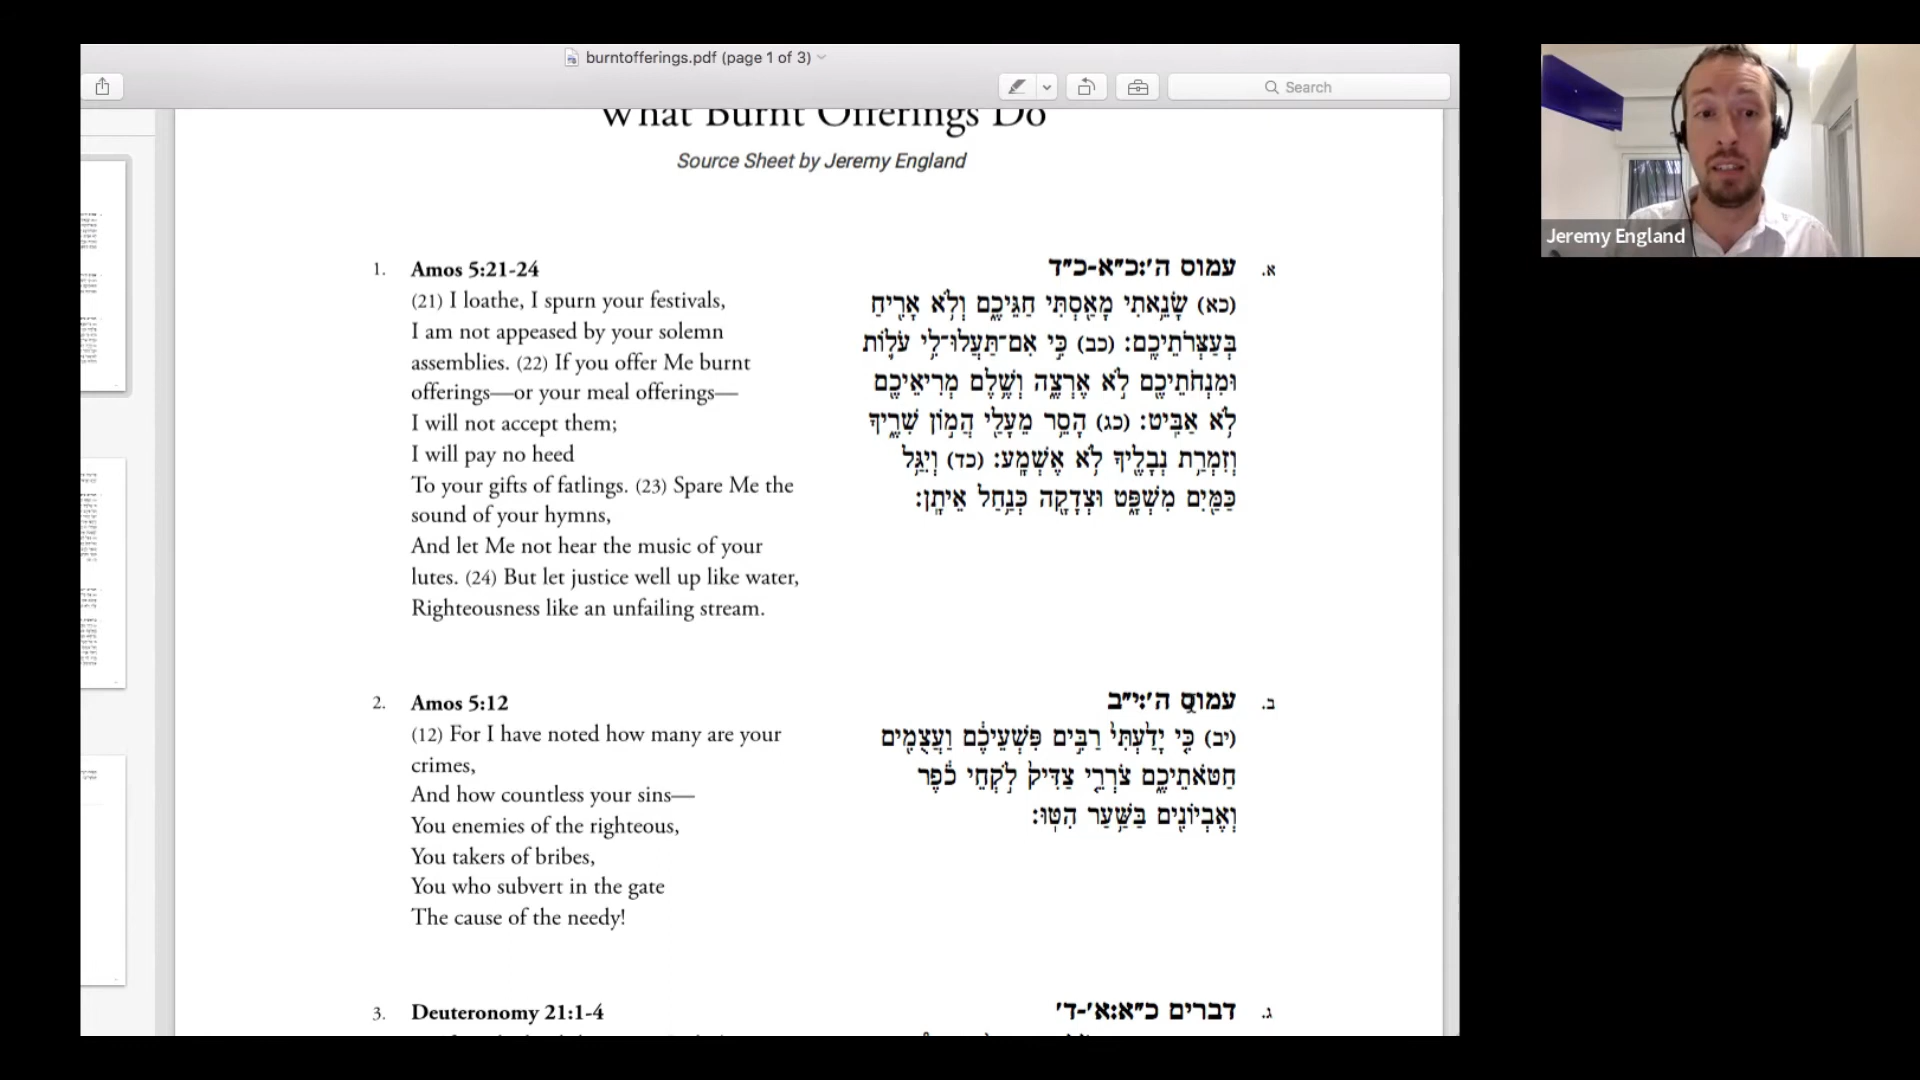 burntofferings.pdf (page 1 of 3)
Search
What Burnt Offerings Do
Source Sheet by Jeremy England
1. Amos 5:21-24
(21) I loathe, I spurn your festivals,
I am not appeased by your solemn
assemblies. (22) If you offer Me burnt
offerings—or your meal offerings—
I will not accept them;
I will pay no heed
To your gifts of fatlings. (23) Spare Me the
sound of your hymns,
And let Me not hear the music of your
lutes. (24) But let justice well up like water,
Righteousness like an unfailing stream.
א. עמוס ה׳:כ״א-כ״ד
(כא) שָׂנֵ֥אתִי מָאַ֖סְתִּי חַגֵּיכֶ֑ם וְלֹ֥א אָרִ֖יחַ
בְּעַצְּרֹתֵיכֶֽם׃ (כב) כִּ֣י אִם־תַּעֲלוּ־לִ֥י עֹל֛וֹת
וּמִנְחֹתֵיכֶ֖ם לֹ֣א אֶרְצֶ֑ה וְשֶׁ֥לֶם מְרִיאֵיכֶ֖ם
לֹ֥א אַבִּֽיט׃ (כג) הָסֵ֥ר מֵעָלַ֖י הֲמ֣וֹן שִׁרֶ֑יךָ
וְזִמְרַ֥ת נְבָלֶ֖יךָ לֹ֥א אֶשְׁמָֽע׃ (כד) וְיִגַּ֥ל
כַּמַּ֖יִם מִשְׁפָּ֑ט וּצְדָקָ֖ה כְּנַ֥חַל אֵיתָֽן׃
2. Amos 5:12
(12) For I have noted how many are your
crimes,
And how countless your sins—
You enemies of the righteous,
You takers of bribes,
You who subvert in the gate
The cause of the needy!
ב. עמוס ה׳:י״ב
(יב) כִּ֤י יָדַ֙עְתִּי֙ רַבִּ֣ים פִּשְׁעֵיכֶ֔ם וַעֲצֻמִ֖ים
חַטֹּאתֵיכֶ֑ם צֹרְרֵ֤י צַדִּיק֙ לֹ֣קְחֵי כֹ֔פֶר
וְאֶבְיוֹנִ֖ים בַּשַּׁ֥עַר הִטּֽוּ׃
3. Deuteronomy 21:1-4
ג. דברים כ״א:א׳-ד׳
Jeremy England